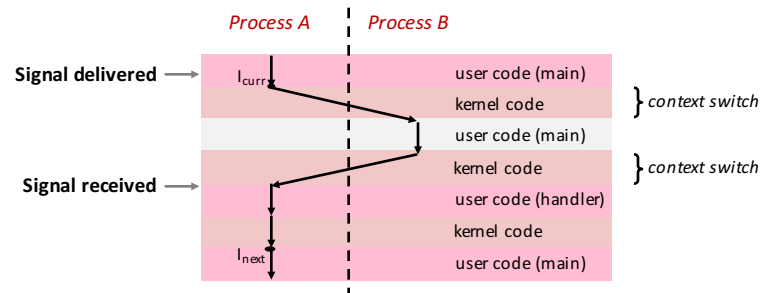 Process A Process B
Signal delivered
I_curr
user code (main)
kernel code
} context switch
user code (main)
kernel code
} context switch
Signal received
user code (handler)
kernel code
I_next
user code (main)